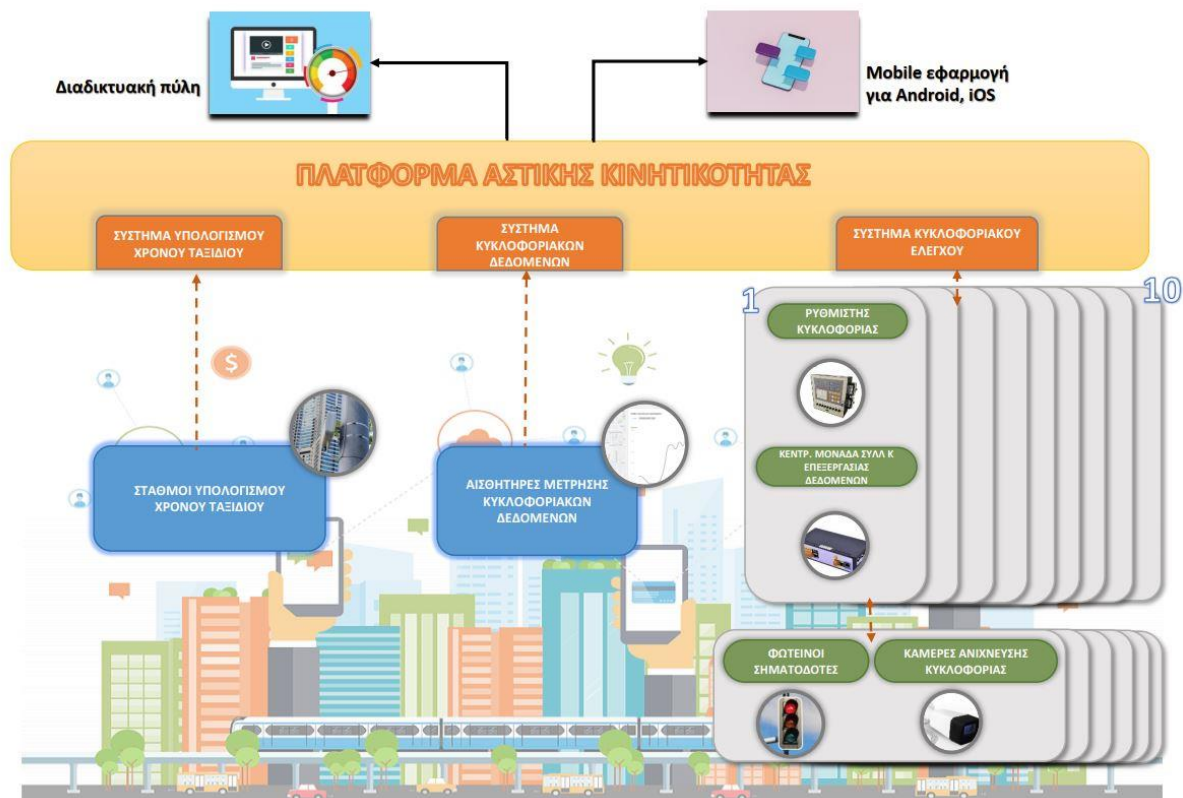 Διαδικτυακή πύλη
Mobile εφαρμογή
για Android, iOS
ΠΛΑΤΦΟΡΜΑ ΑΣΤΙΚΗΣ ΚΙΝΗΤΙΚΟΤΗΤΑΣ
ΣΥΣΤΗΜΑ ΥΠΟΛΟΓΙΣΜΟΥ
ΧΡΟΝΟΥ ΤΑΞΙΔΙΟΥ
ΣΥΣΤΗΜΑ
ΚΥΚΛΟΦΟΡΙΑΚΩΝ
ΔΕΔΟΜΕΝΩΝ
ΣΥΣΤΗΜΑ ΚΥΚΛΟΦΟΡΙΑΚΟΥ
ΕΛΕΓΧΟΥ
1
10
ΡΥΘΜΙΣΤΗΣ
ΚΥΚΛΟΦΟΡΙΑΣ
$
ΚΕΝΤΡ. ΜΟΝΑΔΑ ΣΥΛΛ Κ
ΕΠΕΞΕΡΓΑΣΙΑΣ
ΔΕΔΟΜΕΝΩΝ
ΣΤΑΘΜΟΙ ΥΠΟΛΟΓΙΣΜΟΥ
ΧΡΟΝΟΥ ΤΑΞΙΔΙΟΥ
ΑΙΣΘΗΤΗΡΕΣ ΜΕΤΡΗΣΗΣ
ΚΥΚΛΟΦΟΡΙΑΚΩΝ
ΔΕΔΟΜΕΝΩΝ
ΦΩΤΕΙΝΟΙ
ΣΗΜΑΤΟΔΟΤΕΣ
ΚΑΜΕΡΕΣ ΑΝΙΧΝΕΥΣΗΣ
ΚΥΚΛΟΦΟΡΙΑΣ